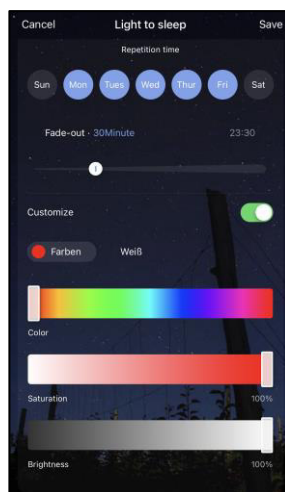 Cancel Light to sleep Save
Repetition time
Sun Mon Tues Wed Thur Fri Sat
Fade-out · 30Minute 23:30
Customize
Farben Weiß
Color
Saturation 100%
Brightness 100%